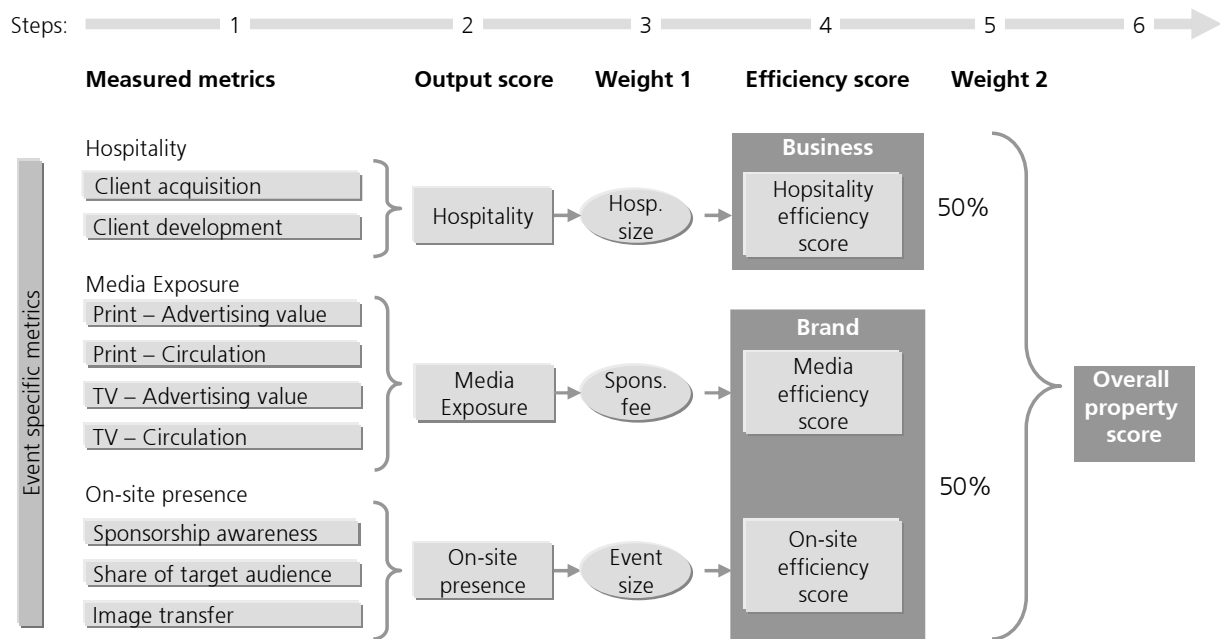 Steps: 1 2 3 4 5 6
Measured metrics Output score Weight 1 Efficiency score Weight 2
Event specific metrics
Hospitality
Client acquisition
Client development
Hospitality
Hosp.
size
Business
Hopsitality
efficiency
score
50%
Media Exposure
Print – Advertising value
Print – Circulation
TV – Advertising value
TV – Circulation
Media
Exposure
Spons.
fee
Brand
Media
efficiency
score
On-site presence
Sponsorship awareness
Share of target audience
Image transfer
On-site
presence
Event
size
On-site
efficiency
score
50%
Overall
property
score